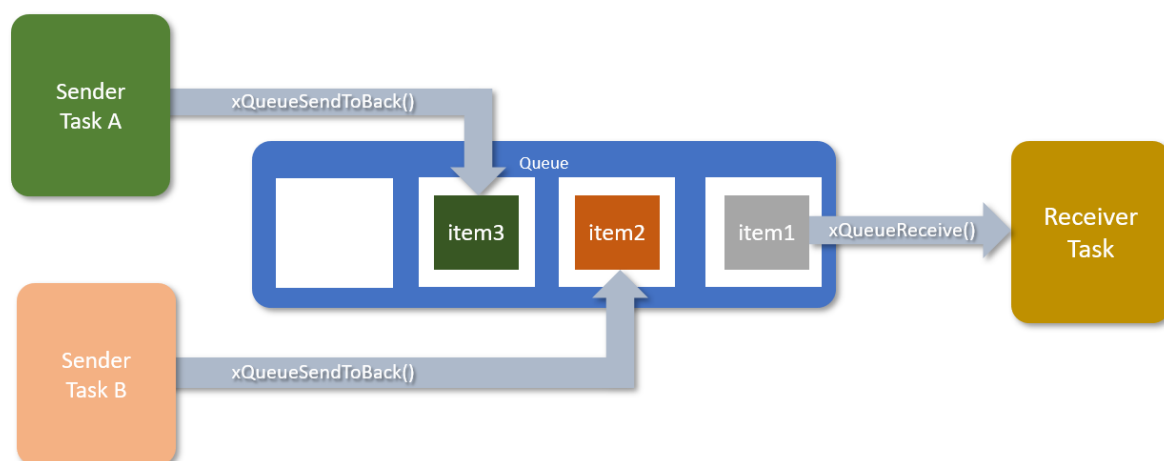 Sender
Task A
xQueueSendToBack()
Queue
item3
item2
item1
xQueueReceive()
Receiver
Task
Sender
Task B
xQueueSendToBack()